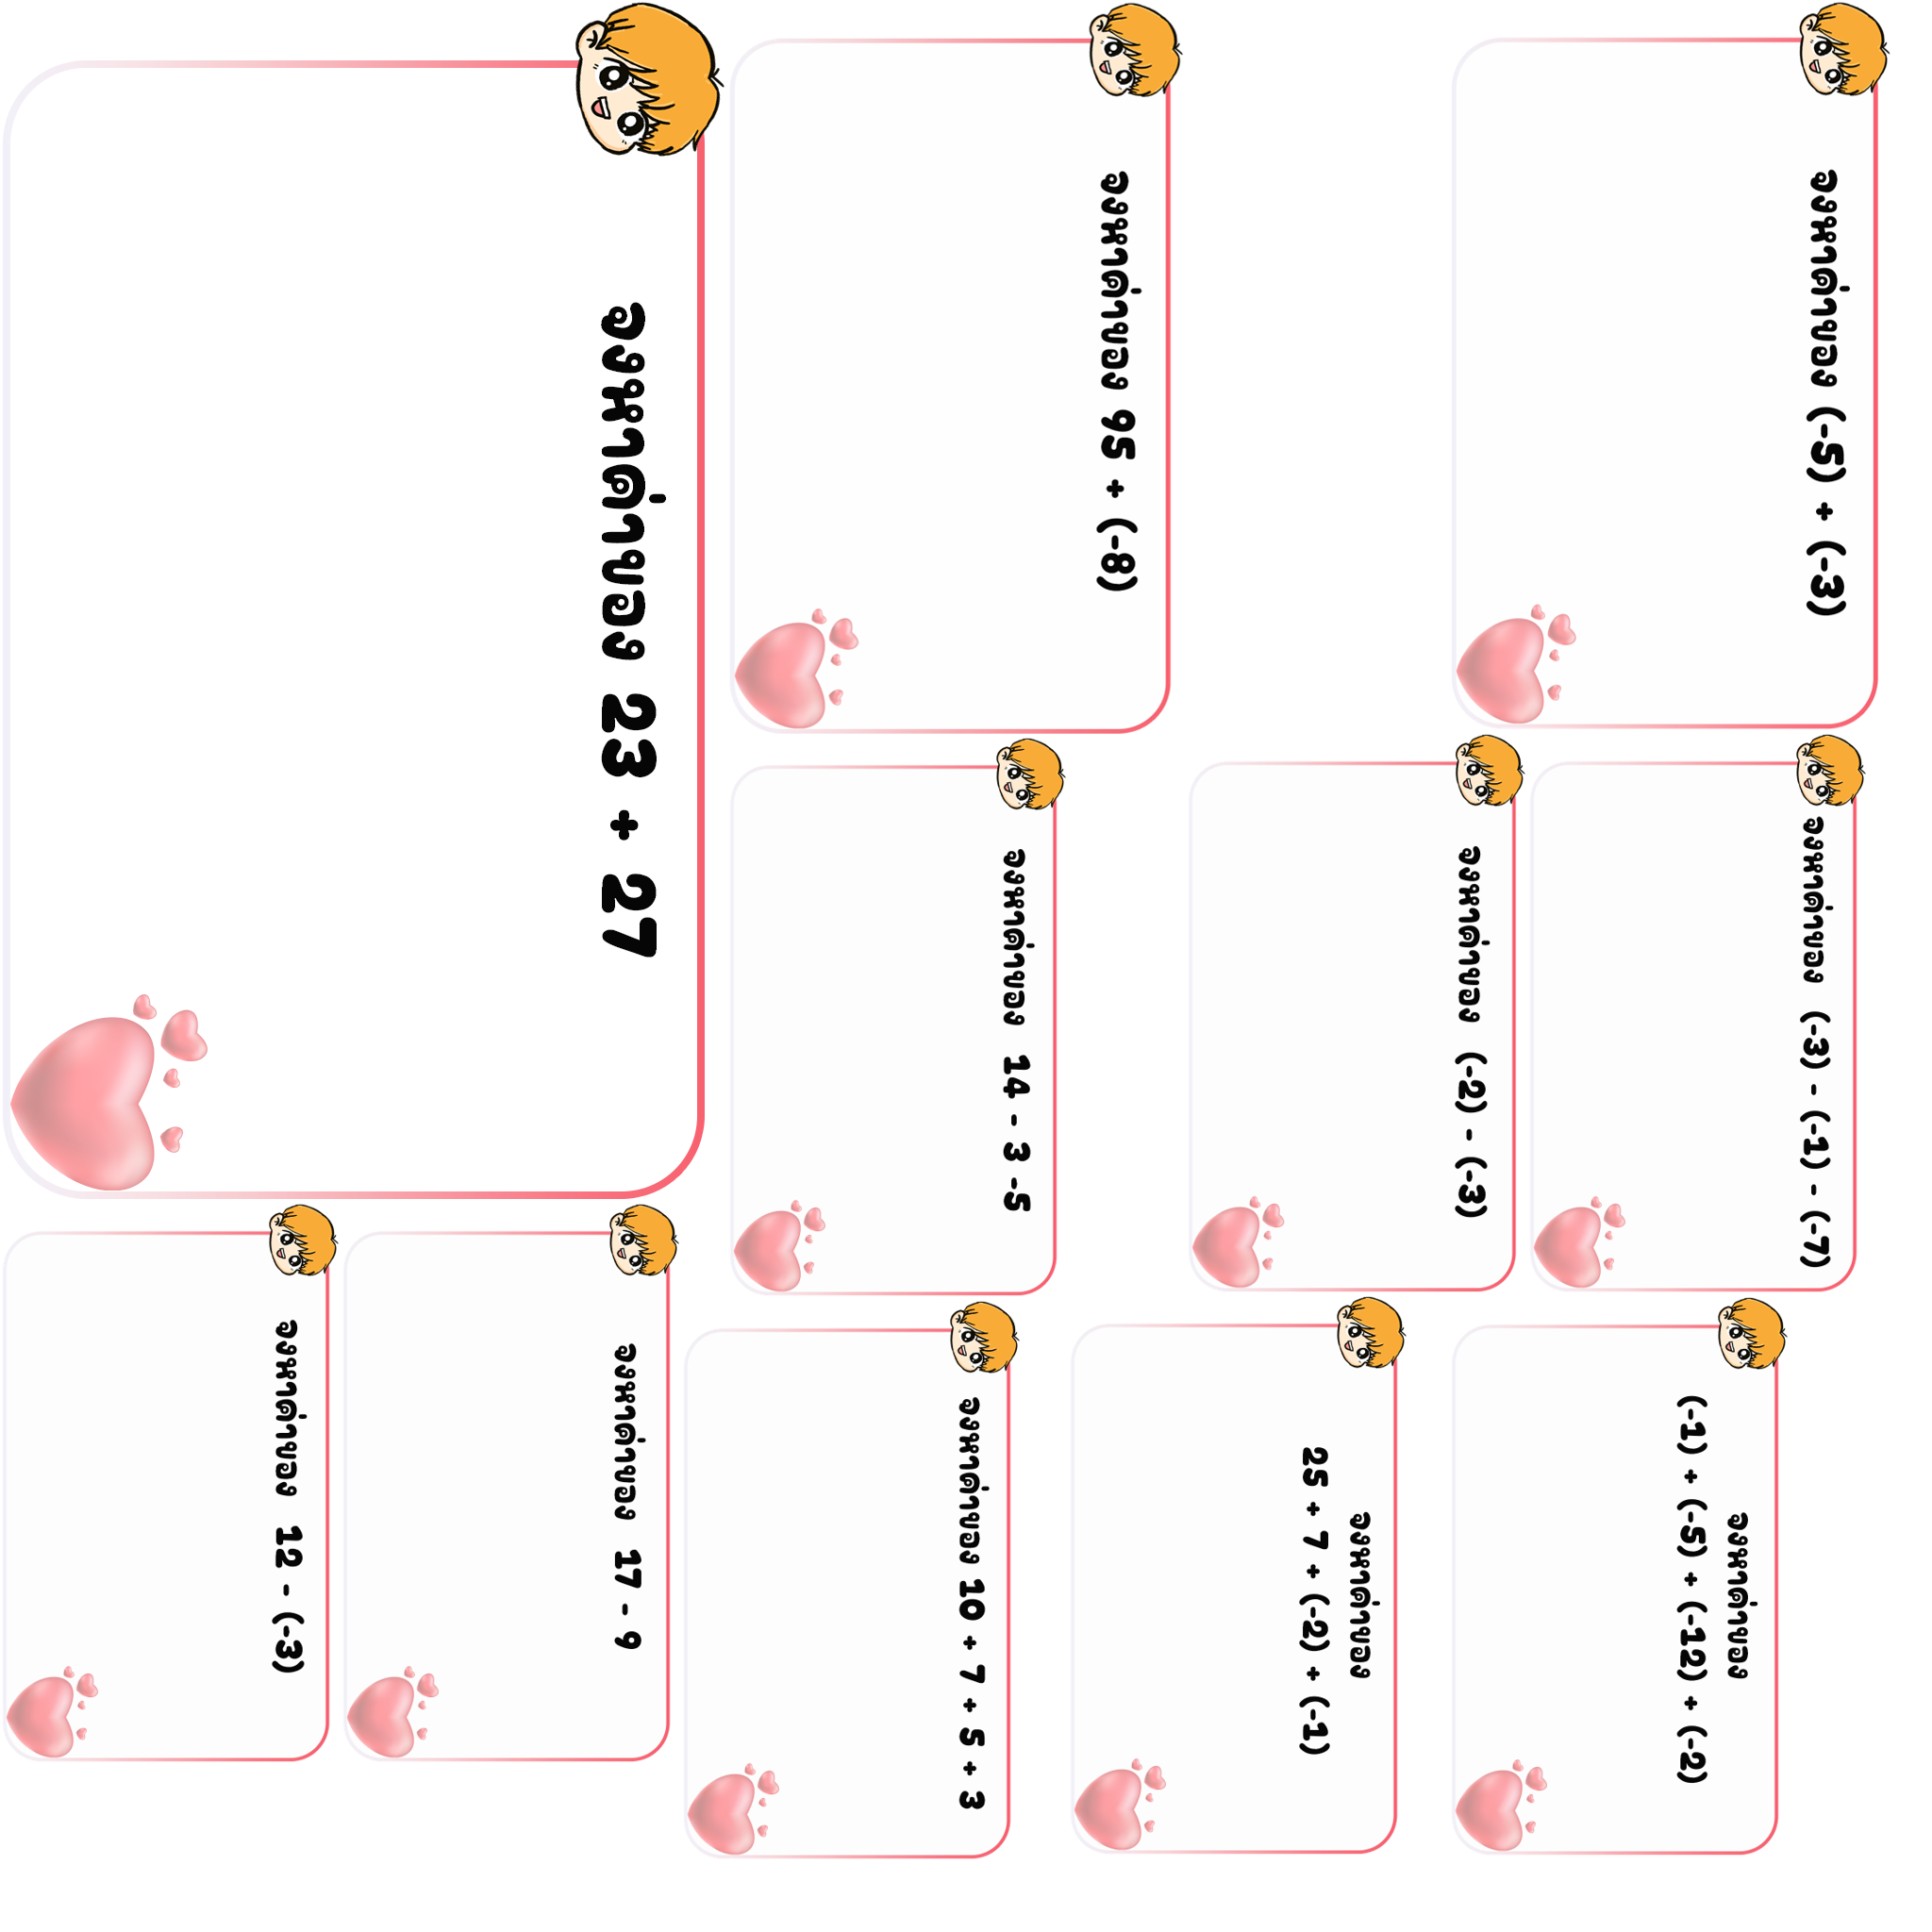 จงหาค่าของ 23 + 27
จงหาค่าของ 95 + (-8)
จงหาค่าของ (-5) + (-3)
จงหาค่าของ 14 - 3 -5
จงหาค่าของ (-2) - (-3)
จงหาค่าของ (-3) - (-1) - (-7)
จงหาค่าของ 12 - (-3)
จงหาค่าของ 17 - 9
จงหาค่าของ 10 + 7 + 5 + 3
จงหาค่าของ
25 + 7 + (-2) + (-1)
จงหาค่าของ
(-1) + (-5) + (-12) + (-2)